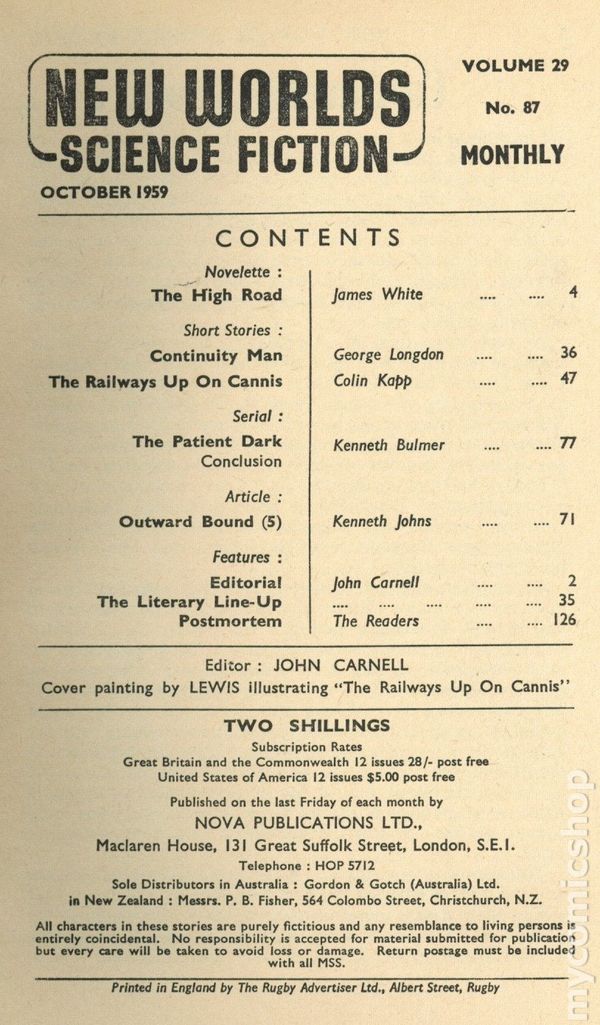 NEW WORLDS
SCIENCE FICTION
VOLUME 29
No. 87
MONTHLY
OCTOBER 1959
CONTENTS
Novelette :
The High Road James White .... .... 4
Short Stories :
Continuity Man George Longdon .... .... 36
The Railways Up On Cannis Colin Kapp .... .... 47
Serial :
The Patient Dark Kenneth Bulmer .... .... 77
Conclusion
Article :
Outward Bound (5) Kenneth Johns .... .... 71
Features :
Editorial John Carnell .... .... 2
The Literary Line-Up .... .... .... .... .... 35
Postmortem The Readers .... .... 126
Editor : JOHN CARNELL
Cover painting by LEWIS illustrating "The Railways Up On Cannis"
TWO SHILLINGS
Subscription Rates
Great Britain and the Commonwealth 12 issues 28/- post free
United States of America 12 issues $5.00 post free
Published on the last Friday of each month by
NOVA PUBLICATIONS LTD.,
Maclaren House, 131 Great Suffolk Street, London, S.E.1.
Telephone : HOP 5712
Sole Distributors in Australia : Gordon & Gotch (Australia) Ltd.
in New Zealand : Messrs. P. B. Fisher, 564 Colombo Street, Christchurch, N.Z.
All characters in these stories are purely fictitious and any resemblance to living persons is
entirely coincidental. No responsibility is accepted for material submitted for publication
but every care will be taken to avoid loss or damage. Return postage must be included
with all MSS.
Printed in England by The Rugby Advertiser Ltd., Albert Street, Rugby
mycomicshop